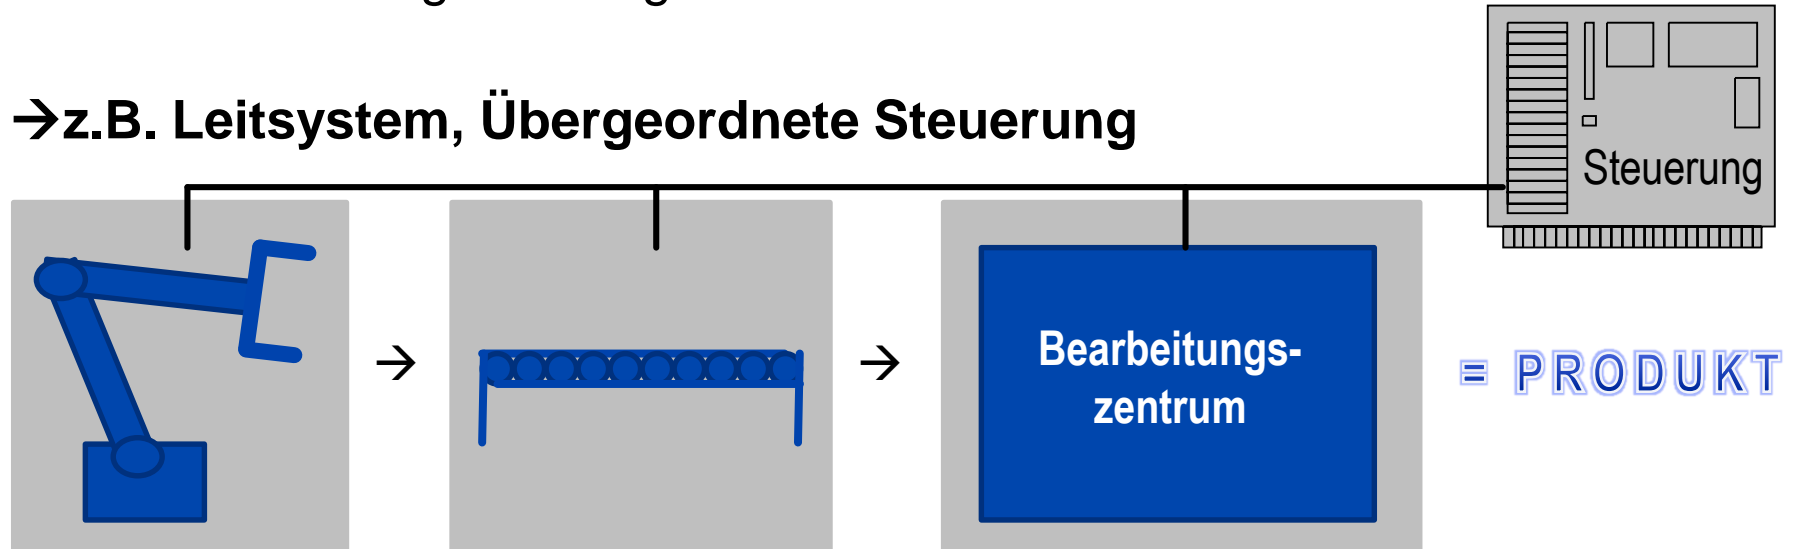 →z.B. Leitsystem, Übergeordnete Steuerung
Steuerung
→
→
Bearbeitungs-
zentrum
= PRODUKT